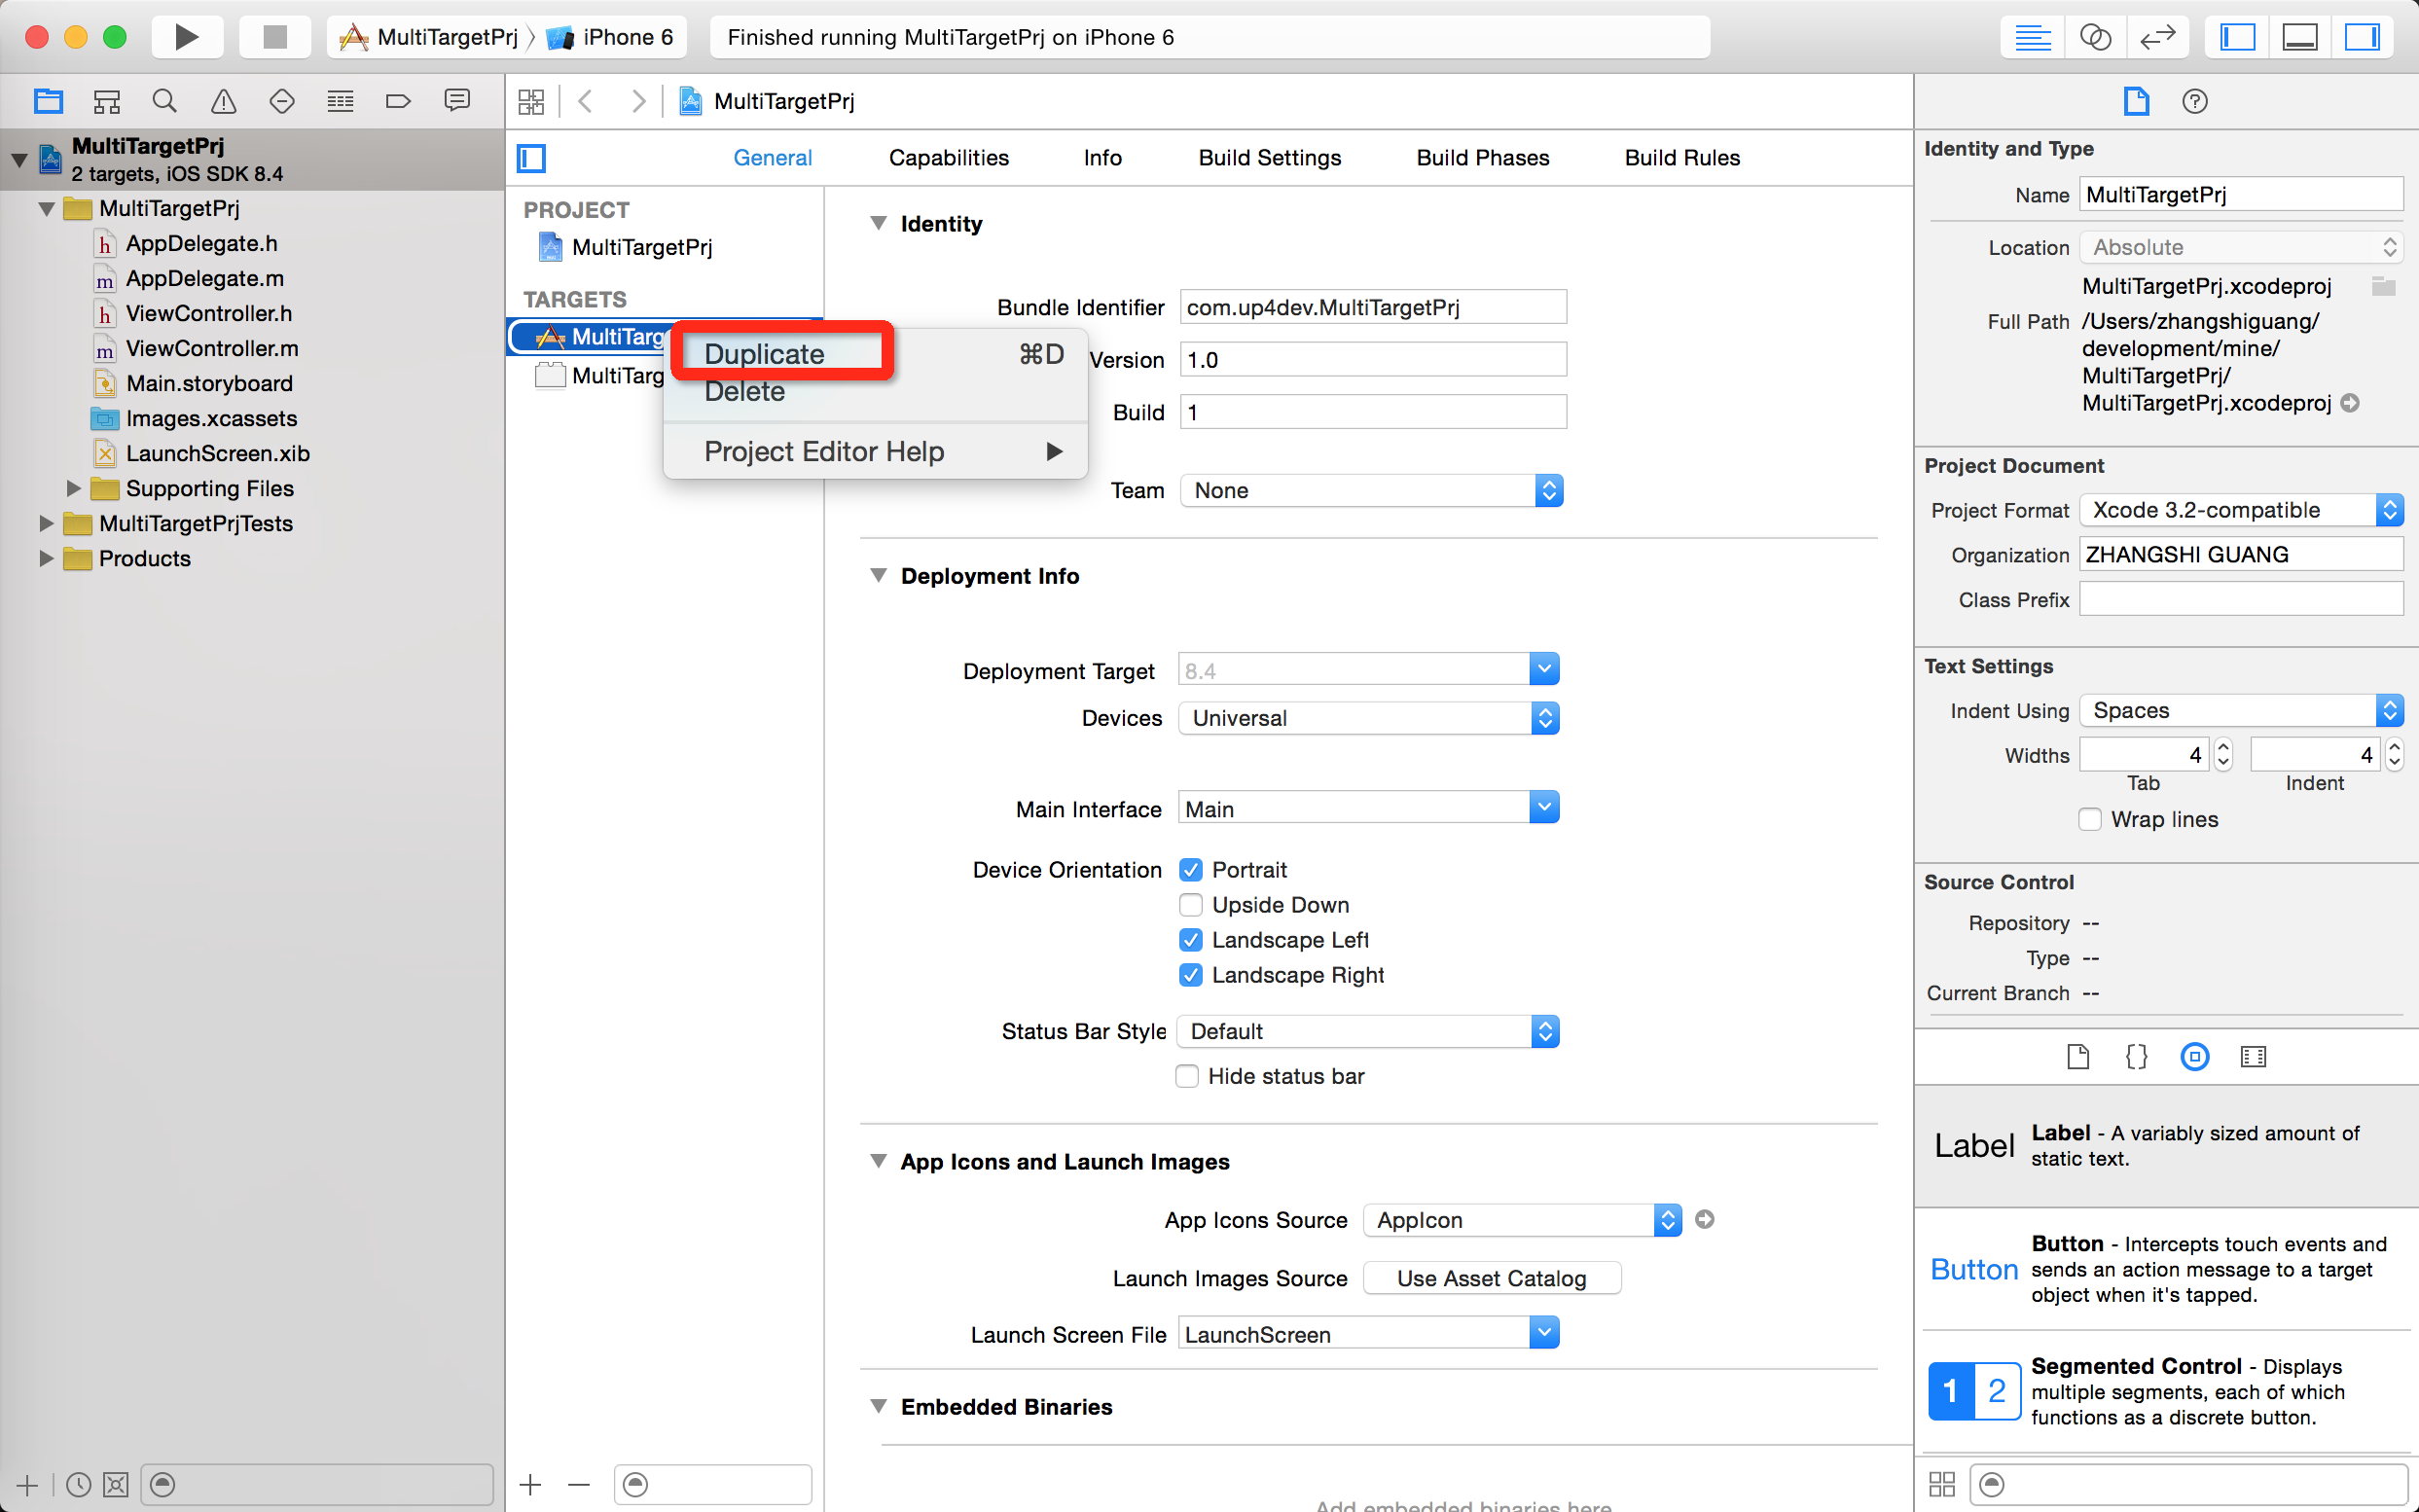 MultiTargetPrj
iPhone 6
Finished running MultiTargetPrj on iPhone 6
MultiTargetPrj
2 targets, iOS SDK 8.4
MultiTargetPrj
h AppDelegate.h
m AppDelegate.m
h ViewController.h
m ViewController.m
Main.storyboard
Images.xcassets
LaunchScreen.xib
Supporting Files
MultiTargetPrjTests
Products
MultiTargetPrj
General
Capabilities
Info
Build Settings
Build Phases
Build Rules
PROJECT
MultiTargetPrj
TARGETS
MultiTarg
MultiTarg
Duplicate ⌘D
Delete
Project Editor Help
Identity
Bundle Identifier com.up4dev.MultiTargetPrj
Version 1.0
Build 1
Team None
Deployment Info
Deployment Target 8.4
Devices Universal
Main Interface Main
Device Orientation Portrait
Upside Down
Landscape Left
Landscape Right
Status Bar Style Default
Hide status bar
App Icons and Launch Images
App Icons Source AppIcon
Launch Images Source Use Asset Catalog
Launch Screen File LaunchScreen
Embedded Binaries
Add embedded binaries here
Identity and Type
Name MultiTargetPrj
Location Absolute
MultiTargetPrj.xcodeproj
Full Path /Users/zhangshiguang/
development/mine/
MultiTargetPrj/
MultiTargetPrj.xcodeproj
Project Document
Project Format Xcode 3.2-compatible
Organization ZHANGSHI GUANG
Class Prefix
Text Settings
Indent Using Spaces
Widths 4 4
Tab Indent
Wrap lines
Source Control
Repository --
Type --
Current Branch --
{}
Label
Label - A variably sized amount of
static text.
Button
Button - Intercepts touch events and
sends an action message to a target
object when it's tapped.
1 2
Segmented Control - Displays
multiple segments, each of which
functions as a discrete button.